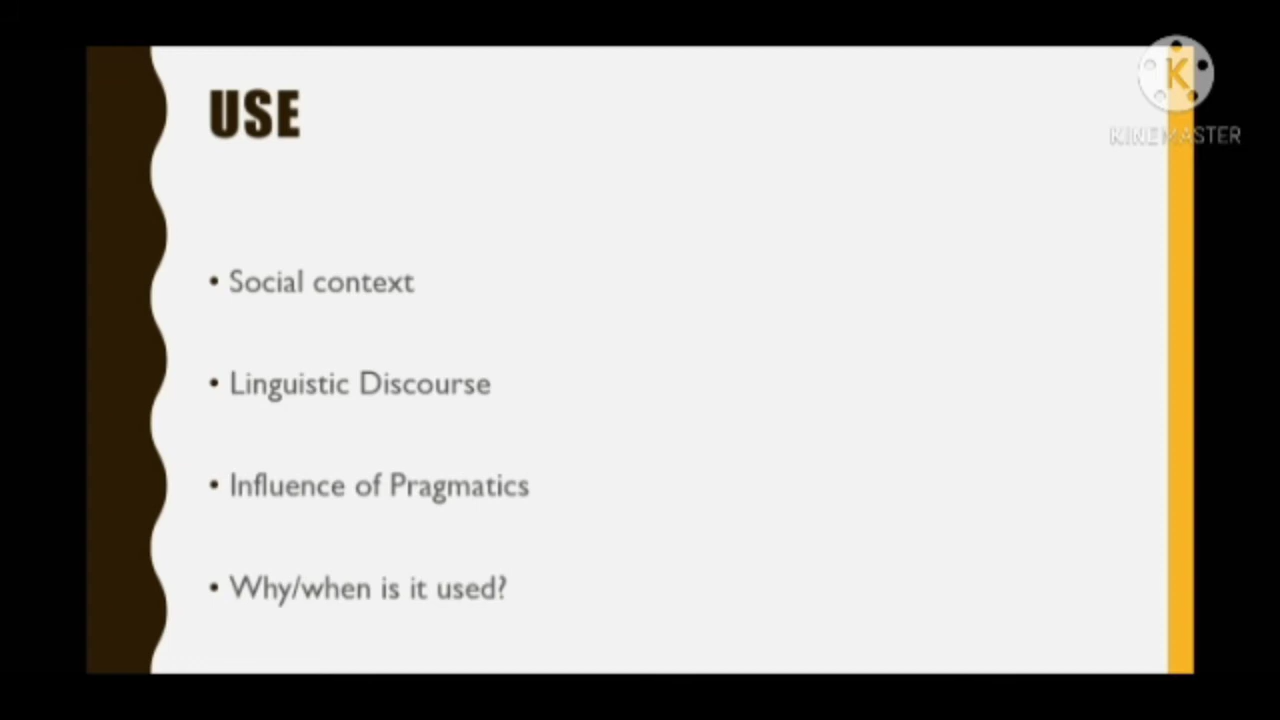 K
KINEMASTER
USE
• Social context
• Linguistic Discourse
• Influence of Pragmatics
• Why/when is it used?